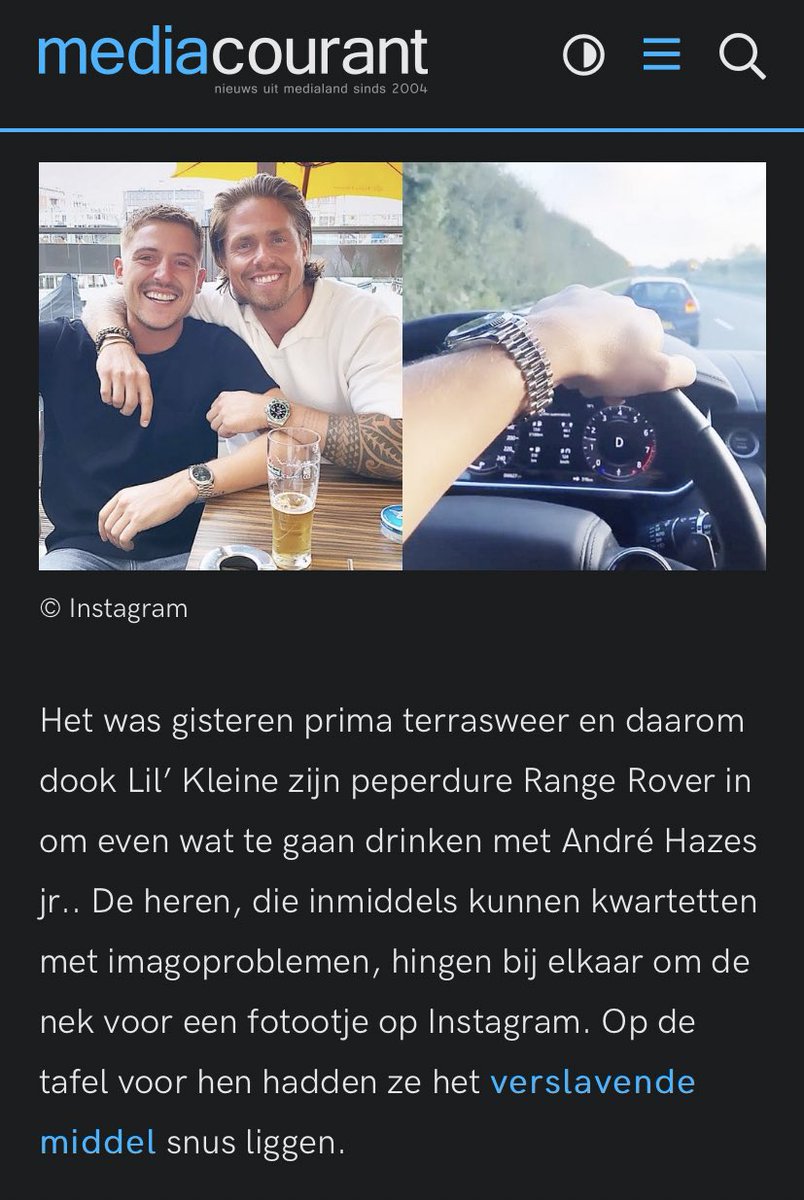 mediacourant
nieuws uit medialand sinds 2004
D
© Instagram
Het was gisteren prima terrasweer en daarom
dook Lil’ Kleine zijn peperdure Range Rover in
om even wat te gaan drinken met André Hazes
jr.. De heren, die inmiddels kunnen kwartetten
met imagoproblemen, hingen bij elkaar om de
nek voor een fotootje op Instagram. Op de
tafel voor hen hadden ze het verslavende
middel snus liggen.